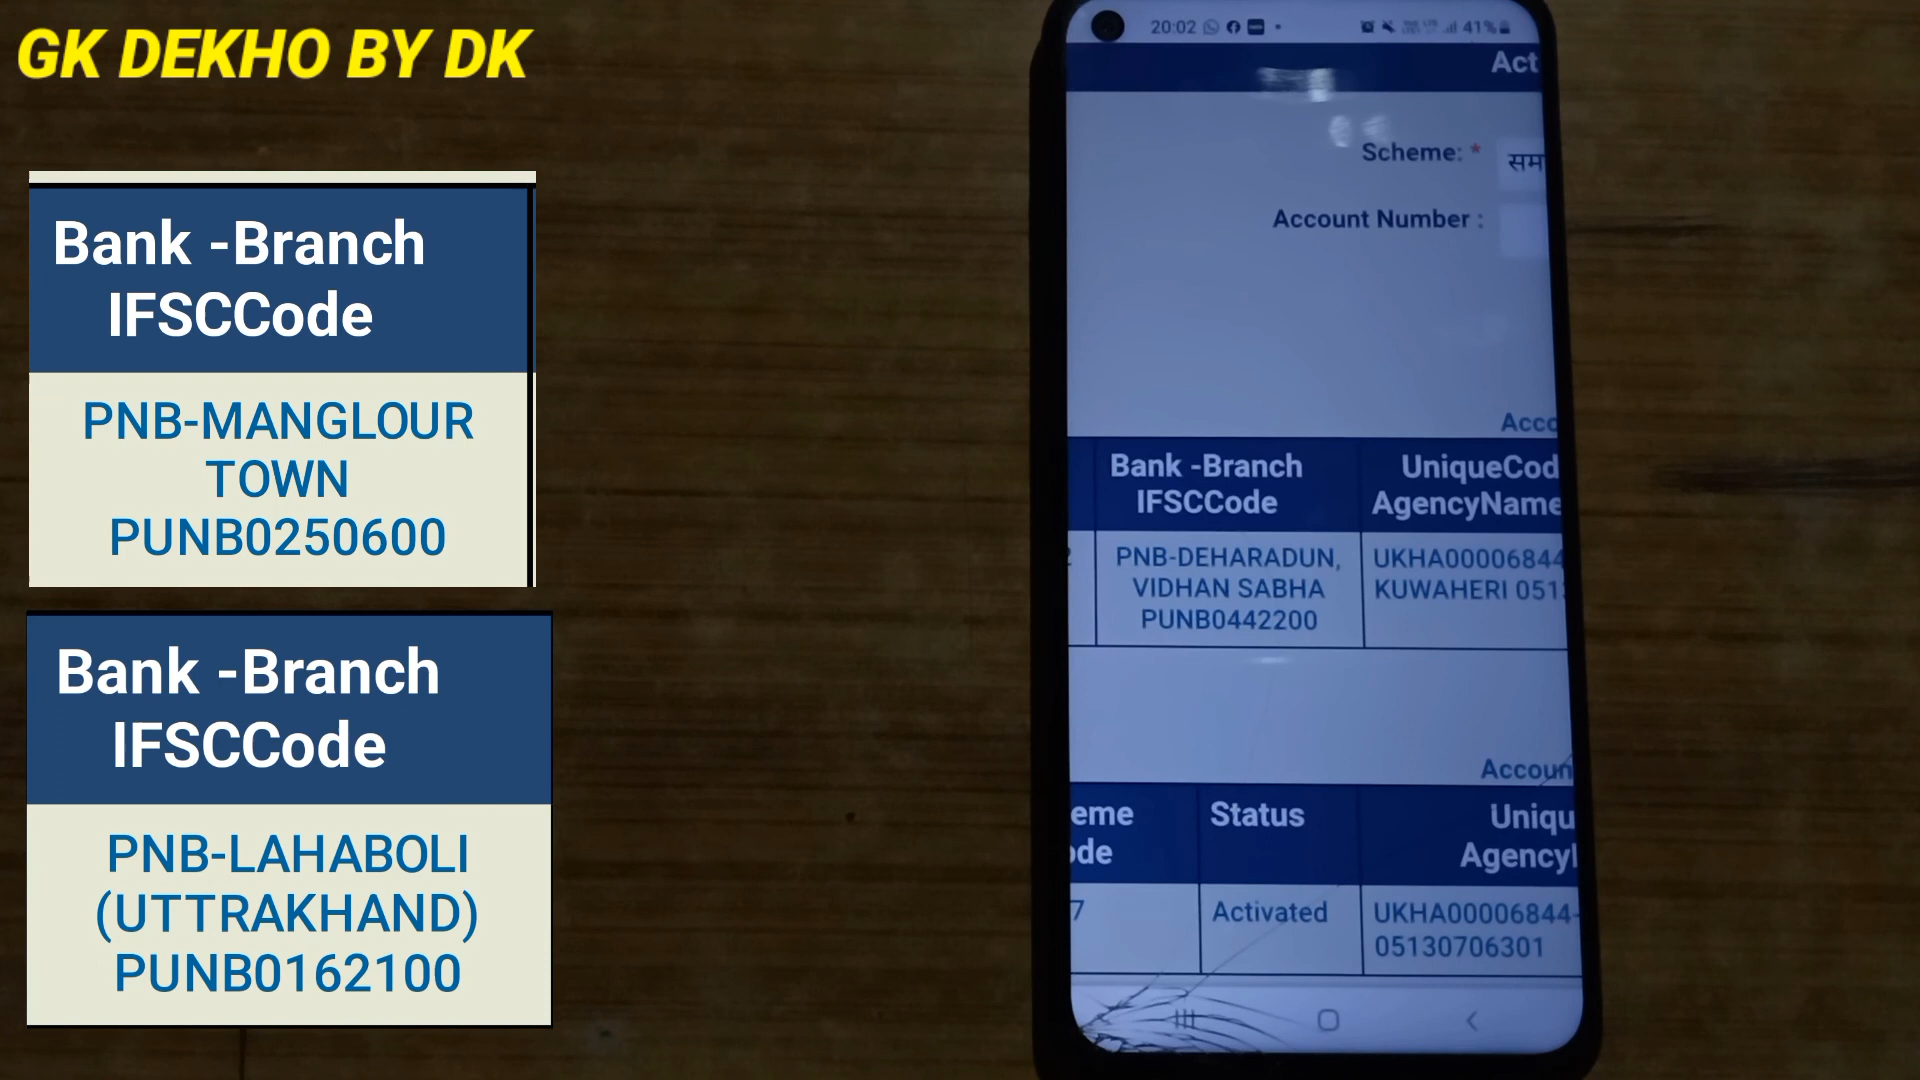 GK DEKHO BY DK
Bank -Branch
IFSCCode
PNB-MANGLOUR
TOWN
PUNB0250600
Bank -Branch
IFSCCode
PNB-LAHABOLI
(UTTRAKHAND)
PUNB0162100
20:02
41%
Act
Scheme: *
सम
Account Number :
Acco
Bank -Branch
IFSCCode
UniqueCod
AgencyName
PNB-DEHARADUN,
VIDHAN SABHA
PUNB0442200
UKHA00006844
KUWAHERI 051
Accoun
eme
ode
Status
Uniqu
Agency
7
Activated
UKHA00006844-
05130706301